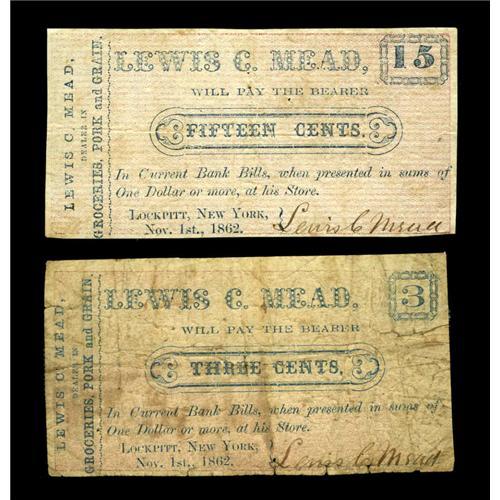 LEWIS C. MEAD,
DEALER IN
GROCERIES, PORK and GRAIN.
LEWIS C. MEAD,
15
WILL PAY THE BEARER
FIFTEEN CENTS,
In Current Bank Bills, when presented in sums of
One Dollar or more, at his Store.
LOCKPITT, NEW YORK, }
Nov. 1st., 1862.
Lewis C Mead
LEWIS C. MEAD,
DEALER IN
GROCERIES, PORK and GRAIN.
LEWIS C. MEAD,
3
WILL PAY THE BEARER
THREE CENTS,
In Current Bank Bills, when presented in sums of
One Dollar or more, at his Store.
LOCKPITT, NEW YORK, }
Nov. 1st., 1862.
Lewis C Mead